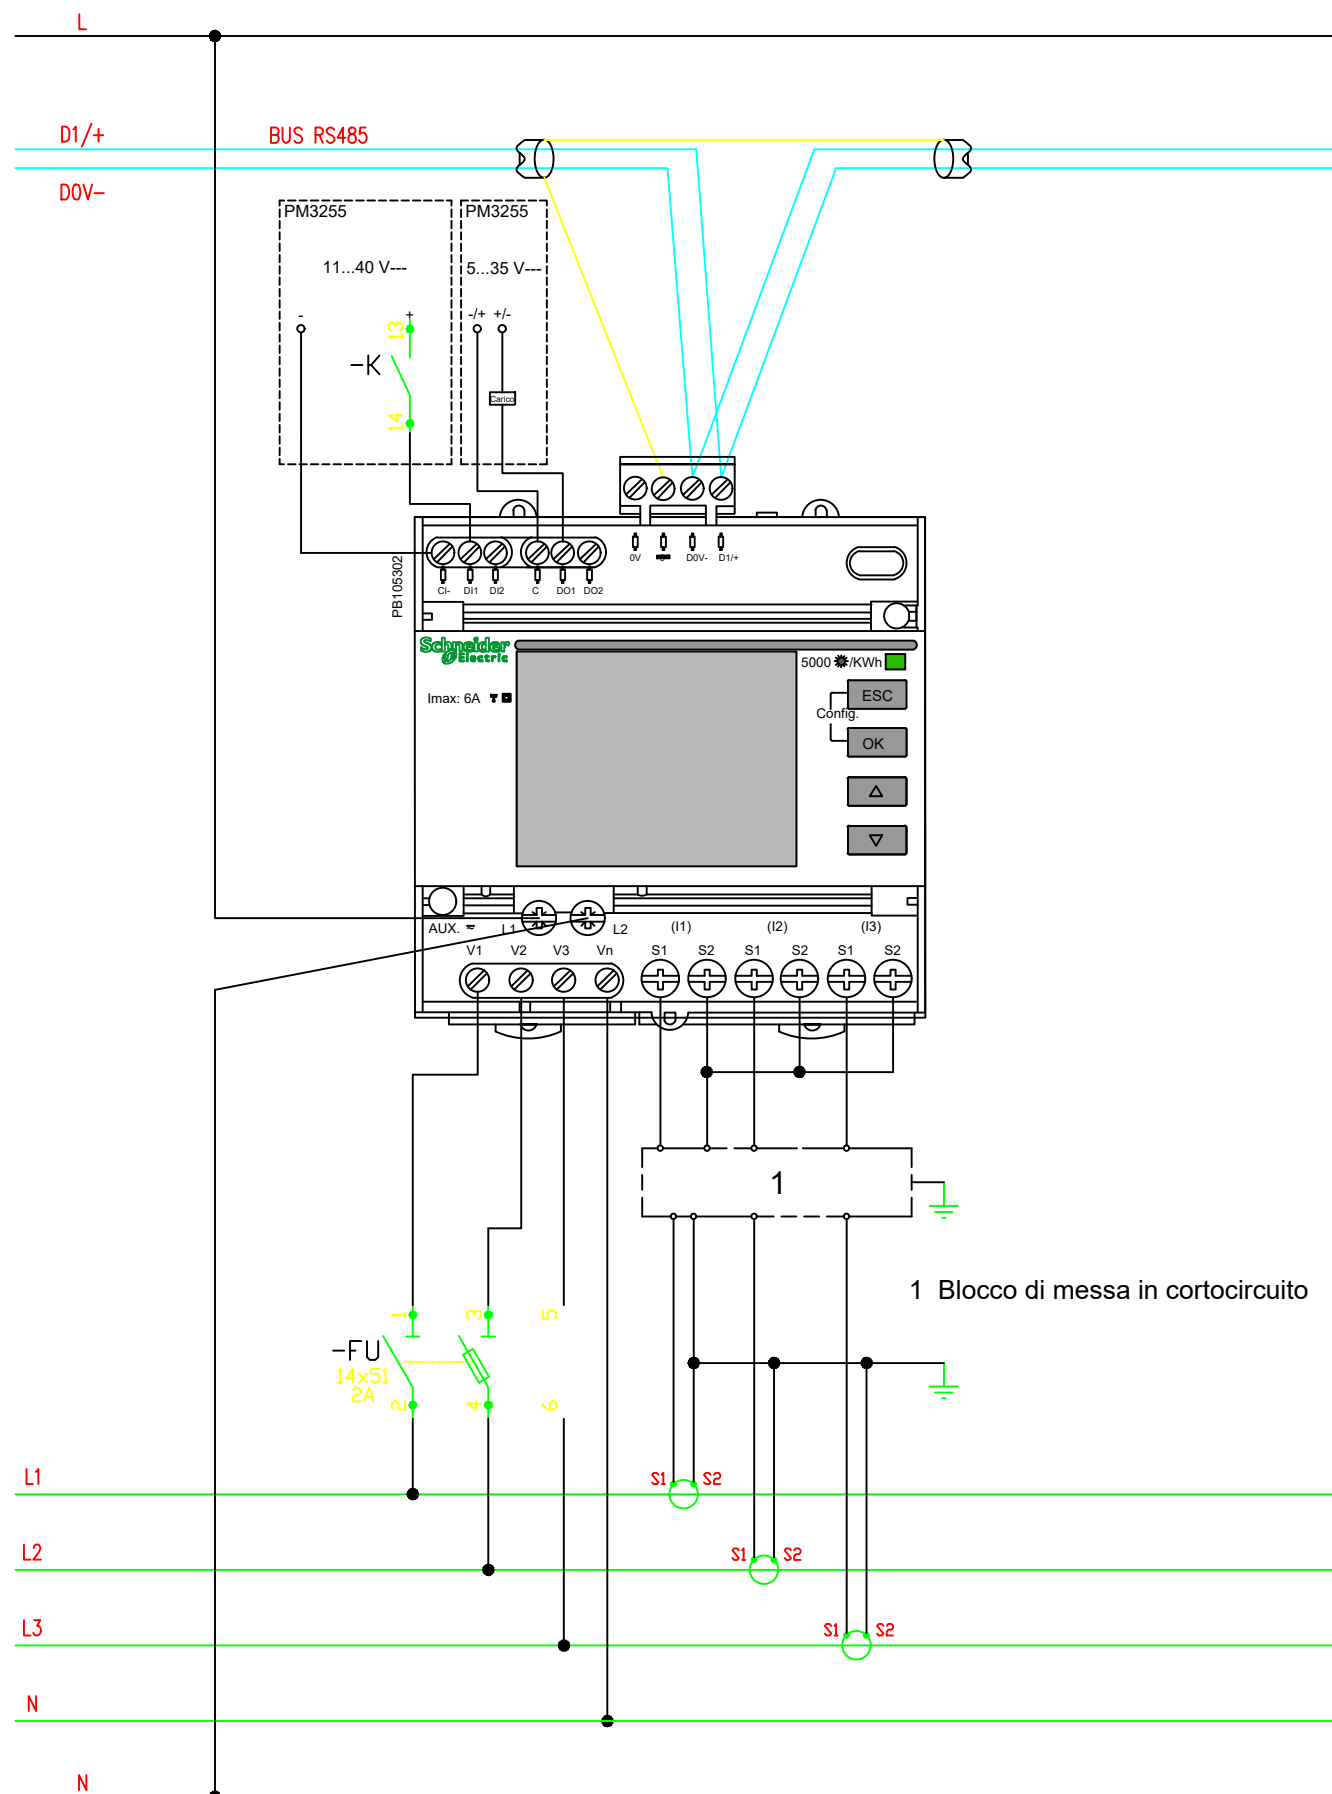 L
D1/+
BUS RS485
D0V-
PM3255
PM3255
11...40 V---
5...35 V---
-
+
-/+
+/-
13
-K
14
Carico
0V
D0V-
D1/+
PB105302
CI-
DI1
DI2
C
DO1
DO2
Schneider
Electric
5000
/KWh
Imax: 6A
ESC
Config.
OK
AUX.
L1
L2
(I1)
(I2)
(I3)
V1
V2
V3
Vn
S1
S2
S1
S2
S1
S2
1
1 Blocco di messa in cortocircuito
1
3
5
-FU
14x51
2A
2
4
6
L1
S1
S2
L2
S1
S2
L3
S1
S2
N
N